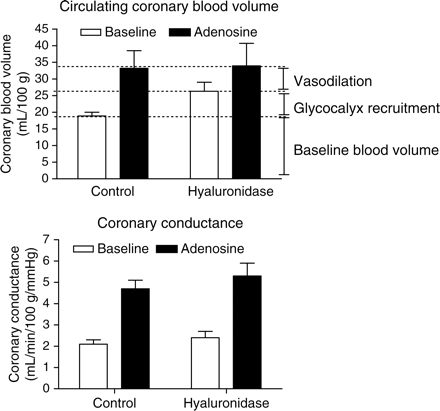 Circulating coronary blood volume
Baseline Adenosine
Coronary blood volume
(mL/100 g)
45
40
35
30
25
20
15
10
5
0
Vasodilation
Glycocalyx recruitment
Baseline blood volume
Control Hyaluronidase
Coronary conductance
Baseline Adenosine
Coronary conductance
(mL/min/100 g/mmHg)
7
6
5
4
3
2
1
0
Control Hyaluronidase